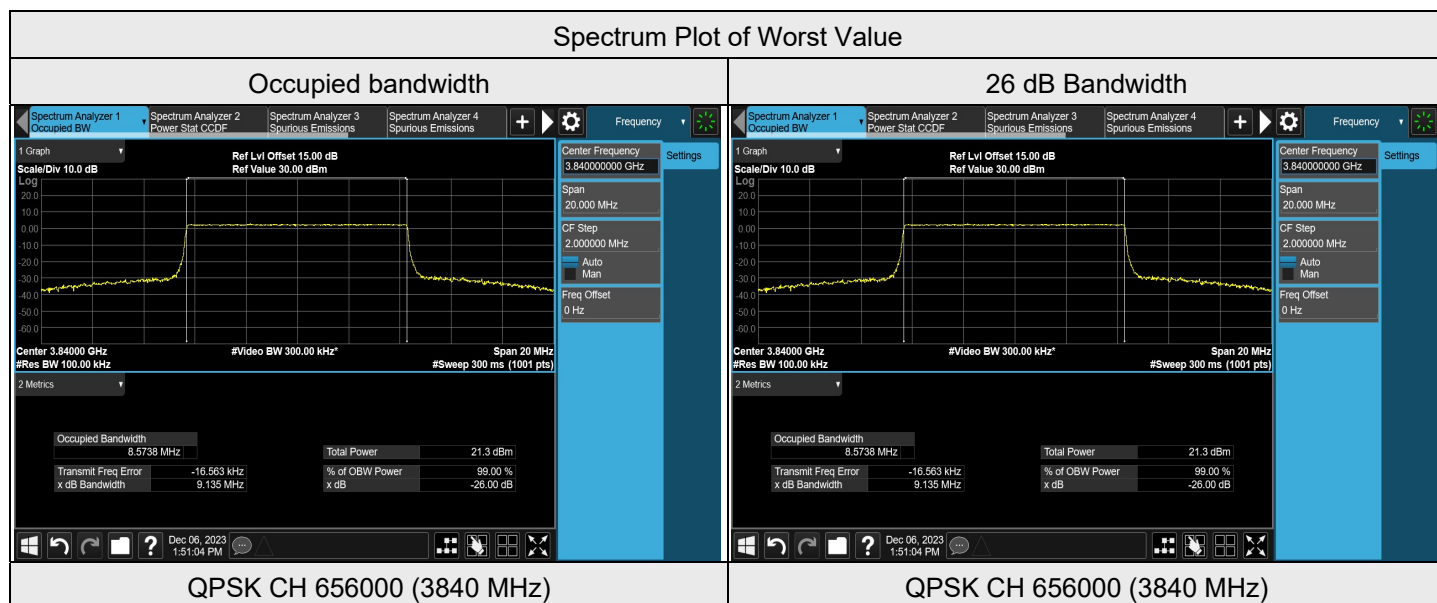 Spectrum Plot of Worst Value
Occupied bandwidth
26 dB Bandwidth
Spectrum Analyzer 1
Occupied BW
Spectrum Analyzer 2
Power Stat CCDF
Spectrum Analyzer 3
Spurious Emissions
Spectrum Analyzer 4
Spurious Emissions
+
Frequency
1 Graph
Scale/Div 10.0 dB
Ref Lvl Offset 15.00 dB
Ref Value 30.00 dBm
Log
20.0
10.0
0.00
-10.0
-20.0
-30.0
-40.0
-50.0
-60.0
Center 3.84000 GHz
#Video BW 300.00 kHz*
Span 20 MHz
#Res BW 100.00 kHz
#Sweep 300 ms (1001 pts)
Center Frequency
3.840000000 GHz
Settings
Span
20.000 MHz
CF Step
2.000000 MHz
Auto
Man
Freq Offset
0 Hz
2 Metrics
Occupied Bandwidth
8.5738 MHz
Total Power 21.3 dBm
Transmit Freq Error -16.563 kHz
% of OBW Power 99.00 %
x dB Bandwidth 9.135 MHz
x dB -26.00 dB
?
Dec 06, 2023
1:51:04 PM
Spectrum Analyzer 1
Occupied BW
Spectrum Analyzer 2
Power Stat CCDF
Spectrum Analyzer 3
Spurious Emissions
Spectrum Analyzer 4
Spurious Emissions
+
Frequency
1 Graph
Scale/Div 10.0 dB
Ref Lvl Offset 15.00 dB
Ref Value 30.00 dBm
Log
20.0
10.0
0.00
-10.0
-20.0
-30.0
-40.0
-50.0
-60.0
Center 3.84000 GHz
#Video BW 300.00 kHz*
Span 20 MHz
#Res BW 100.00 kHz
#Sweep 300 ms (1001 pts)
Center Frequency
3.840000000 GHz
Settings
Span
20.000 MHz
CF Step
2.000000 MHz
Auto
Man
Freq Offset
0 Hz
2 Metrics
Occupied Bandwidth
8.5738 MHz
Total Power 21.3 dBm
Transmit Freq Error -16.563 kHz
% of OBW Power 99.00 %
x dB Bandwidth 9.135 MHz
x dB -26.00 dB
?
Dec 06, 2023
1:51:04 PM
QPSK CH 656000 (3840 MHz)
QPSK CH 656000 (3840 MHz)